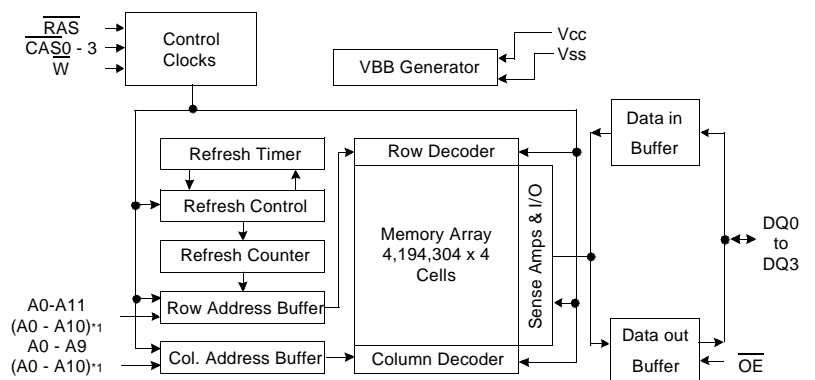 RAS
CAS0 - 3
W
Control
Clocks
VBB Generator
Vcc
Vss
Refresh Timer
Refresh Control
Refresh Counter
Row Address Buffer
Col. Address Buffer
A0-A11
(A0 - A10)*1
A0 - A9
(A0 - A10)*1
Row Decoder
Memory Array
4,194,304 x 4
Cells
Column Decoder
Sense Amps & I/O
Data in
Buffer
DQ0
to
DQ3
Data out
Buffer
OE